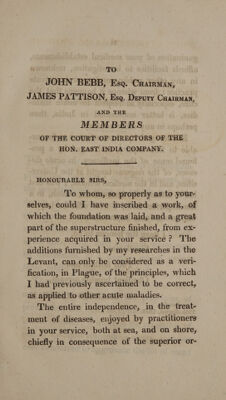 TO
JOHN BEBB, Esq. Chairman,
JAMES PATTISON, Esq. Deputy Chairman,
AND THE
MEMBERS
OF THE COURT OF DIRECTORS OF THE
HON. EAST INDIA COMPANY.
HONOURABLE SIRS,
To whom, so properly as to your-
selves, could I have inscribed a work, of
which the foundation was laid, and a great
part of the superstructure finished, from ex-
perience acquired in your service? The
additions furnished by my researches in the
Levant, can only be considered as a veri-
fication, in Plague, of the principles, which
I had previously ascertained to be correct,
as applied to other acute maladies.
The entire independence, in the treat-
ment of diseases, enjoyed by practitioners
in your service, both at sea, and on shore,
chiefly in consequence of the superior or-